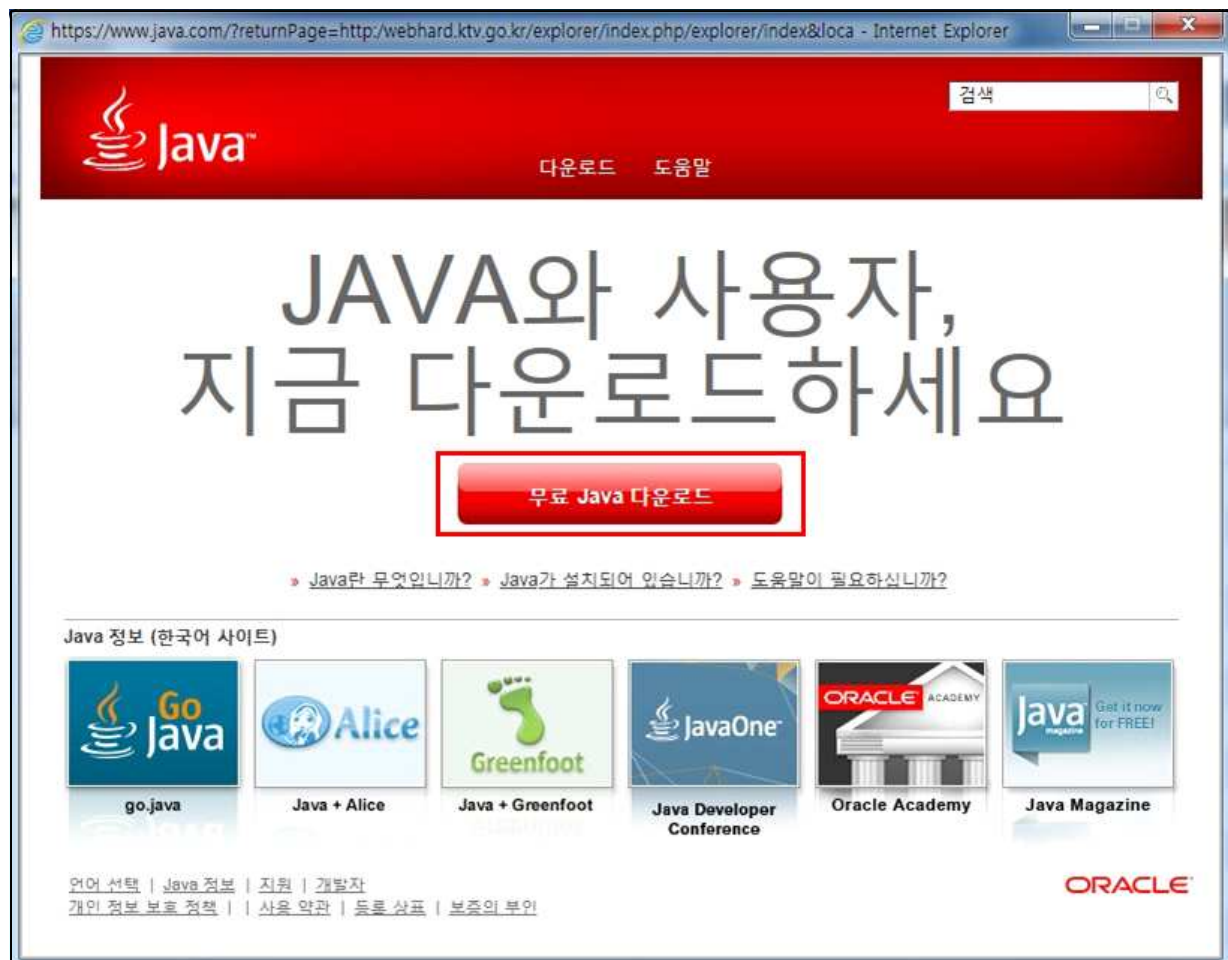 https://www.java.com/?returnPage=http:/webhard.ktv.go.kr/explorer/index.php/explorer/index&loca - Internet Explorer
검색
Java™
다운로드 도움말
JAVA와 사용자,
지금 다운로드하세요
무료 Java 다운로드
» Java란 무엇입니까? » Java가 설치되어 있습니까? » 도움말이 필요하십니까?
Java 정보 (한국어 사이트)
Go Java
Alice
Greenfoot
JavaOne™
ORACLE ACADEMY
Java magazine Get it now for FREE!
go.java
Java + Alice
Java + Greenfoot
Java Developer Conference
Oracle Academy
Java Magazine
언어 선택 | Java 정보 | 지원 | 개발자
개인 정보 보호 정책 | | 사용 약관 | 등록 상표 | 보증의 부인
ORACLE